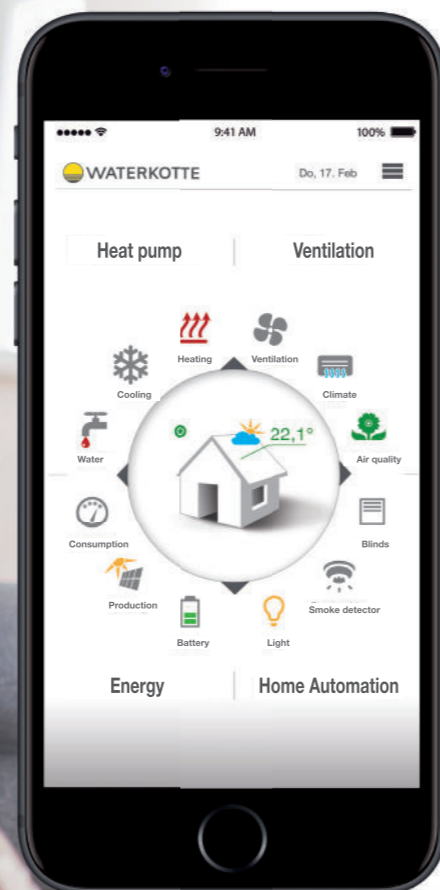 9:41 AM 100%
WATERKOTTE Do, 17. Feb
Heat pump Ventilation
Heating Ventilation
Cooling Climate
Water 22,1° Air quality
Consumption Blinds
Production Smoke detector
Battery Light
Energy Home Automation